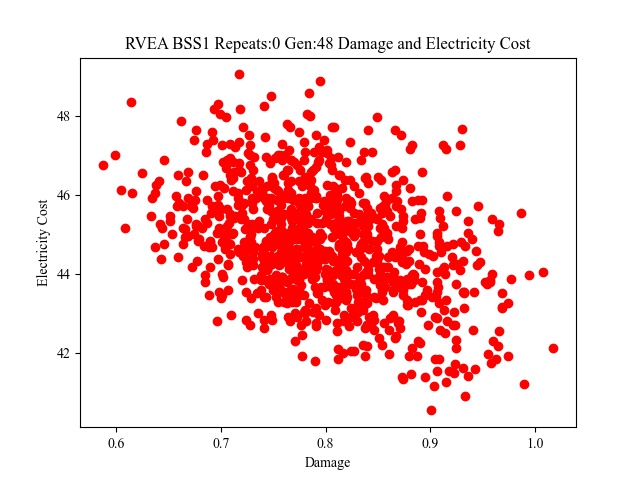 RVEA BSS1 Repeats:0 Gen:48 Damage and Electricity Cost
48
46
44
42
Electricity Cost
0.6 0.7 0.8 0.9 1.0
Damage